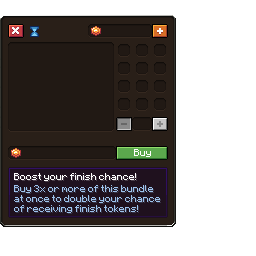 Buy
Boost your finish chance!
Buy 3x or more of this bundle
at once to double your chance
of receiving finish tokens!